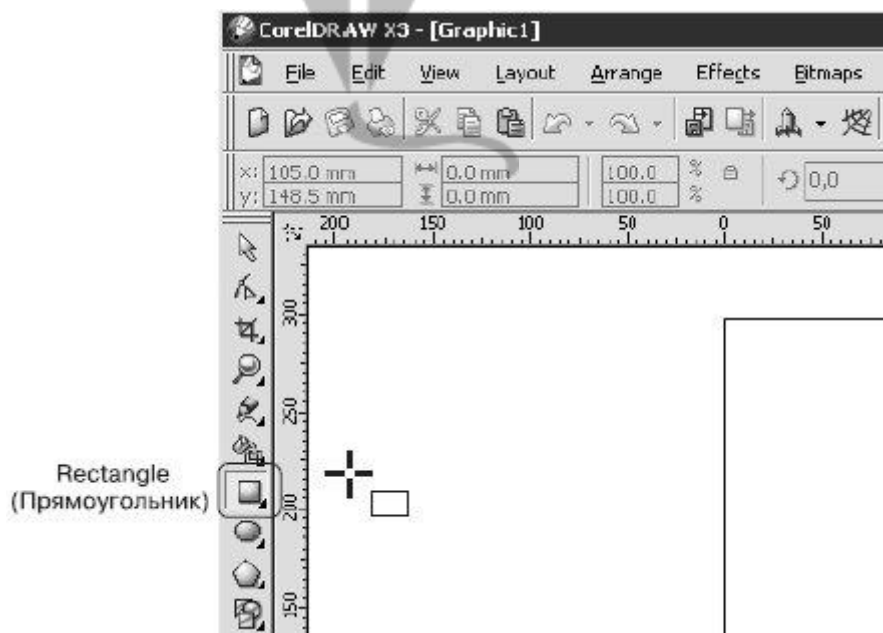 CorelDRAW X3 - [Graphic1]
File Edit View Layout Arrange Effects Bitmaps
x: 105.0 mm 0.0 mm 100.0 % 0,0
y: 148.5 mm 0.0 mm 100.0 %
200 150 100 50 0 50
300
250
200
150
Rectangle
(Прямоугольник)